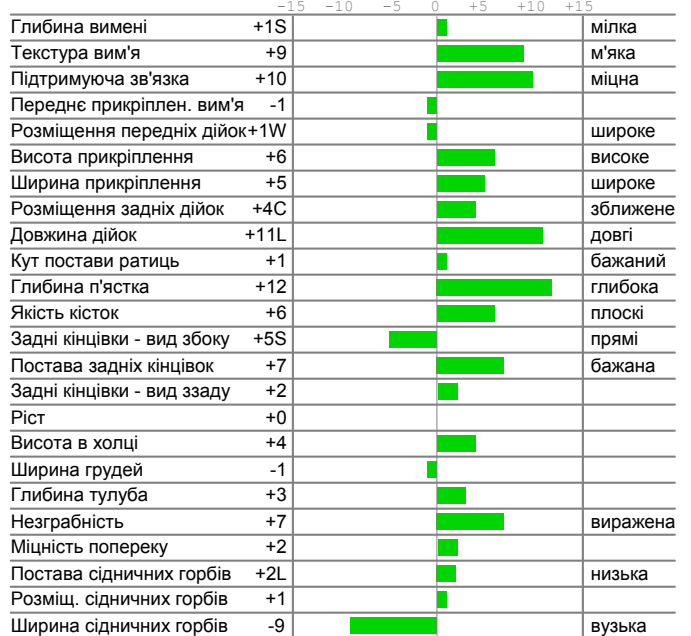 -15 -10 -5 0 +5 +10 +15
Глибина вимені +1S мілка
Текстура вим'я +9 м'яка
Підтримуюча зв'язка +10 міцна
Переднє прикріплен. вим'я -1
Розміщення передніх дійок+1W широке
Висота прикріплення +6 високе
Ширина прикріплення +5 широке
Розміщення задніх дійок +4C зближене
Довжина дійок +11L довгі
Кут постави ратиць +1 бажаний
Глибина п'ястка +12 глибока
Якість кісток +6 плоскі
Задні кінцівки - вид збоку +5S прямі
Постава задніх кінцівок +7 бажана
Задні кінцівки - вид ззаду +2
Ріст +0
Висота в холці +4
Ширина грудей -1
Глибина тулуба +3
Незграбність +7 виражена
Міцність попереку +2
Постава сідничних горбів +2L низька
Розміщ. сідничних горбів +1
Ширина сідничних горбів -9 вузька